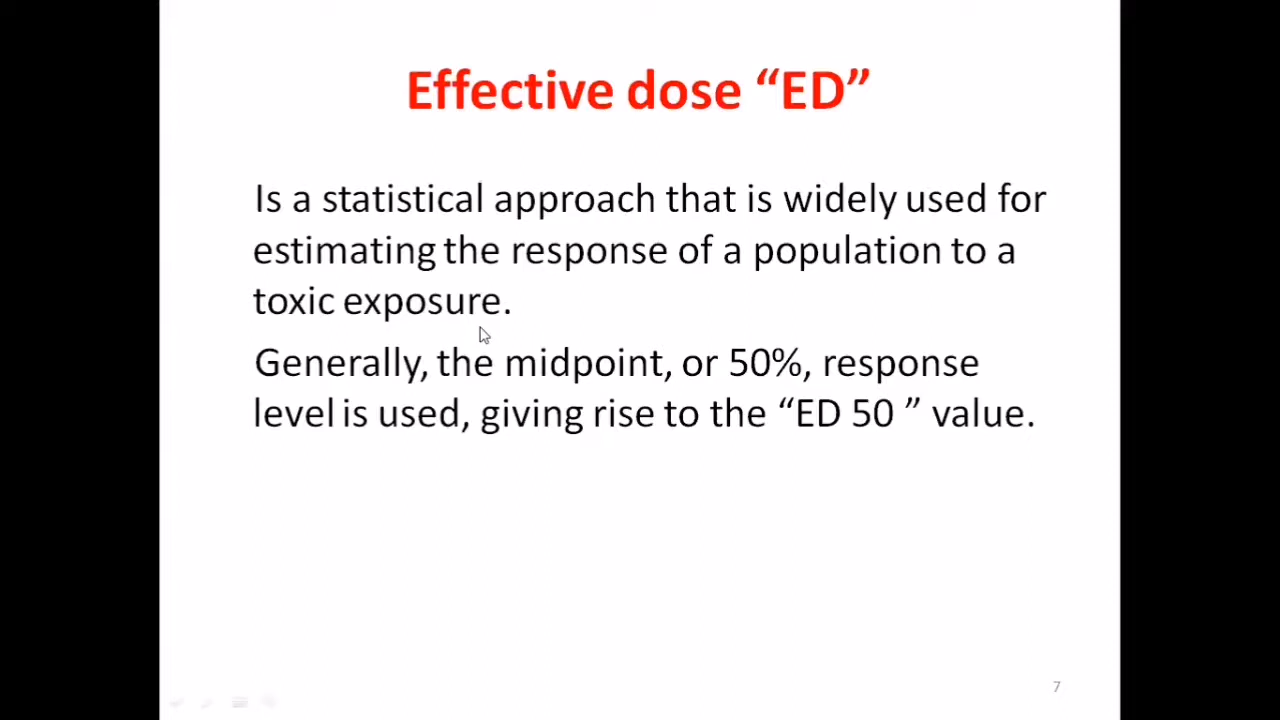 Effective dose “ED”
Is a statistical approach that is widely used for
estimating the response of a population to a
toxic exposure.
Generally, the midpoint, or 50%, response
level is used, giving rise to the “ED 50 ” value.
7